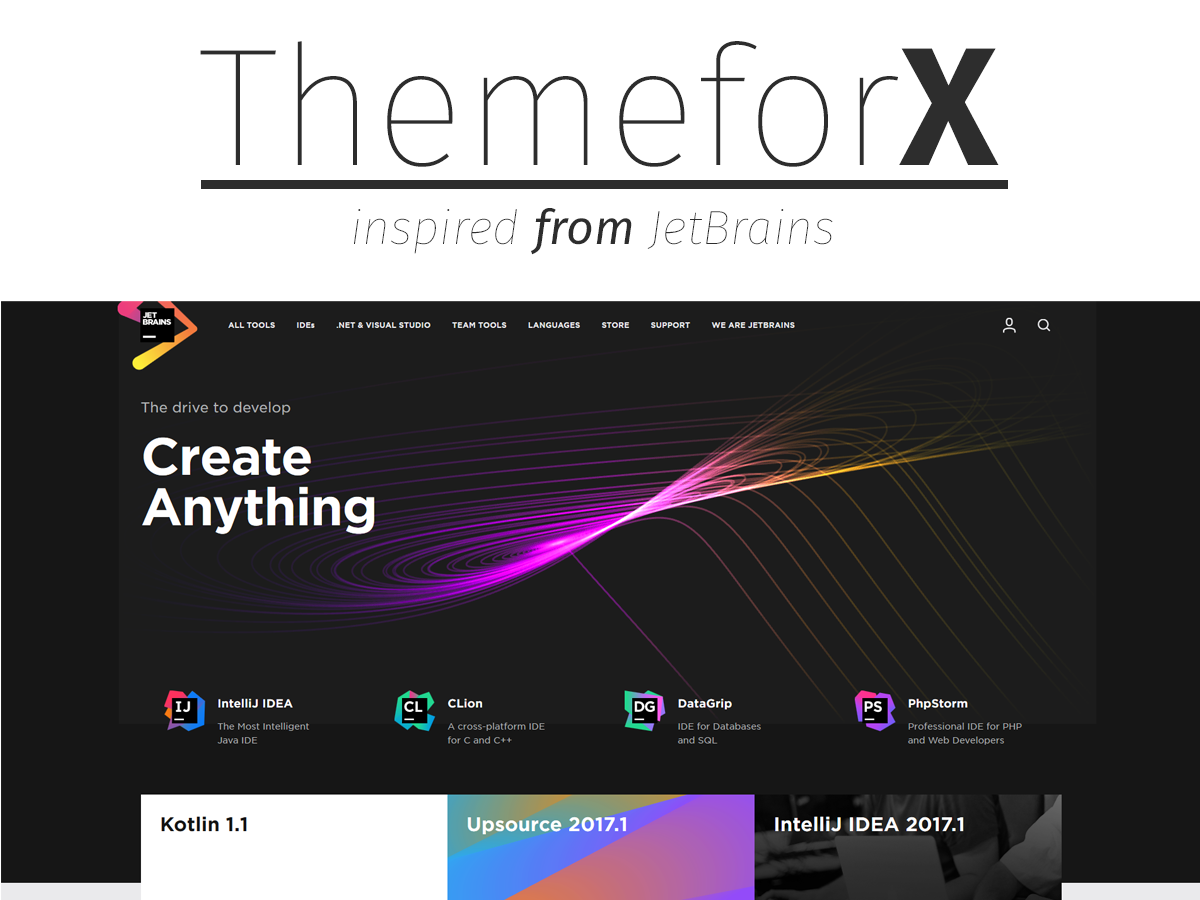 ThemeforX
inspired from JetBrains
JET
BRAINS
ALL TOOLS IDEs .NET & VISUAL STUDIO TEAM TOOLS LANGUAGES STORE SUPPORT WE ARE JETBRAINS
The drive to develop
Create
Anything
IJ
IntelliJ IDEA
The Most Intelligent
Java IDE
CL
CLion
A cross-platform IDE
for C and C++
DG
DataGrip
IDE for Databases
and SQL
PS
PhpStorm
Professional IDE for PHP
and Web Developers
Kotlin 1.1
Upsource 2017.1
IntelliJ IDEA 2017.1